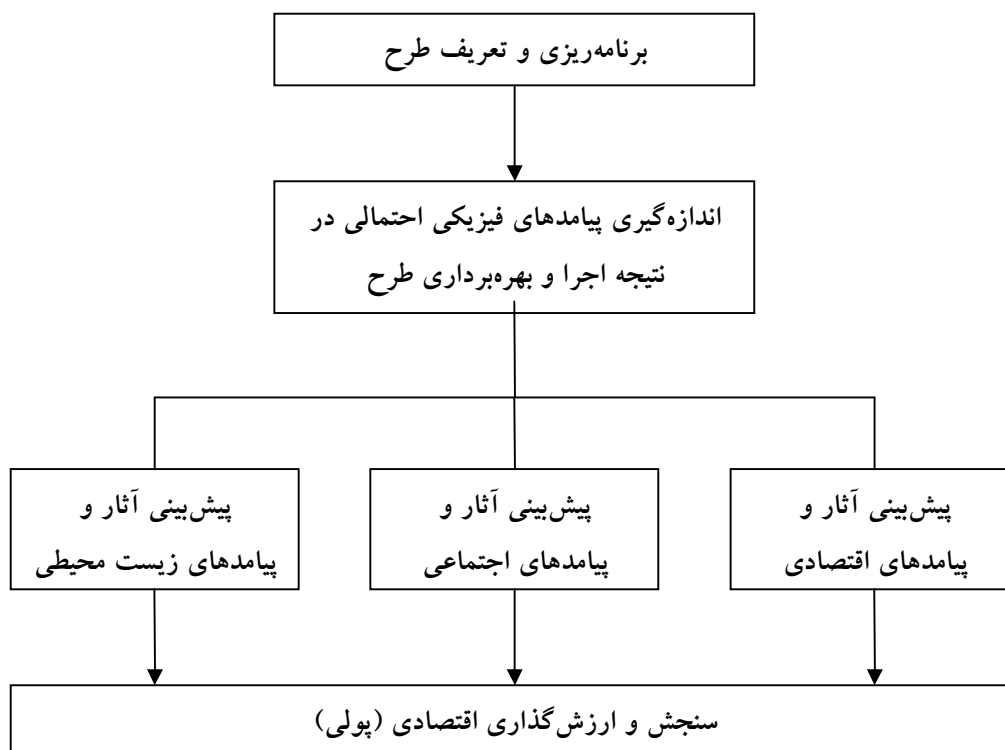 برنامه‌ریزی و تعریف طرح
اندازه‌گیری پیامدهای فیزیکی احتمالی در
نتیجه اجرا و بهره‌برداری طرح
پیش‌بینی آثار و
پیامدهای اقتصادی
پیش‌بینی آثار و
پیامدهای اجتماعی
پیش‌بینی آثار و
پیامدهای زیست محیطی
سنجش و ارزش‌گذاری اقتصادی (پولی)